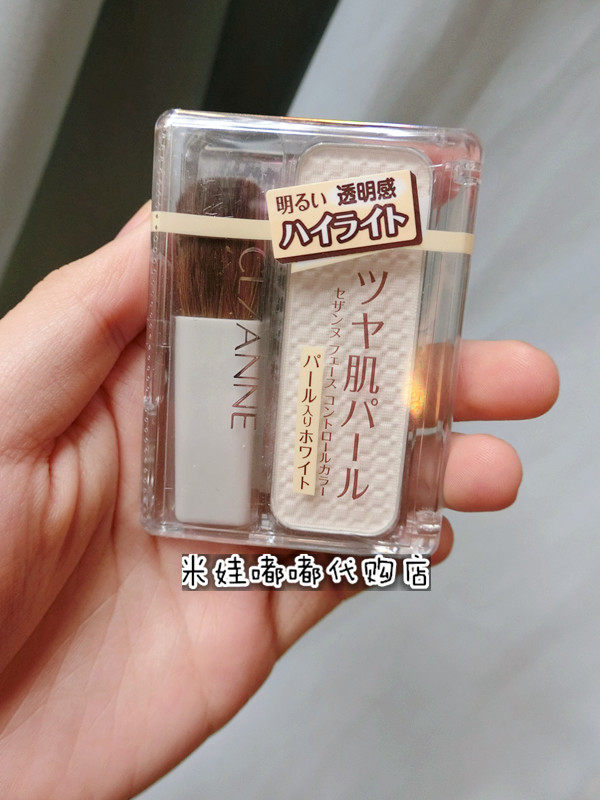 明るい 透明感
ハイライト
CEZANNE
ツヤ肌パール
セザンヌ フェース コントロールカラー
パール入りホワイト
米娃嘟嘟代购店